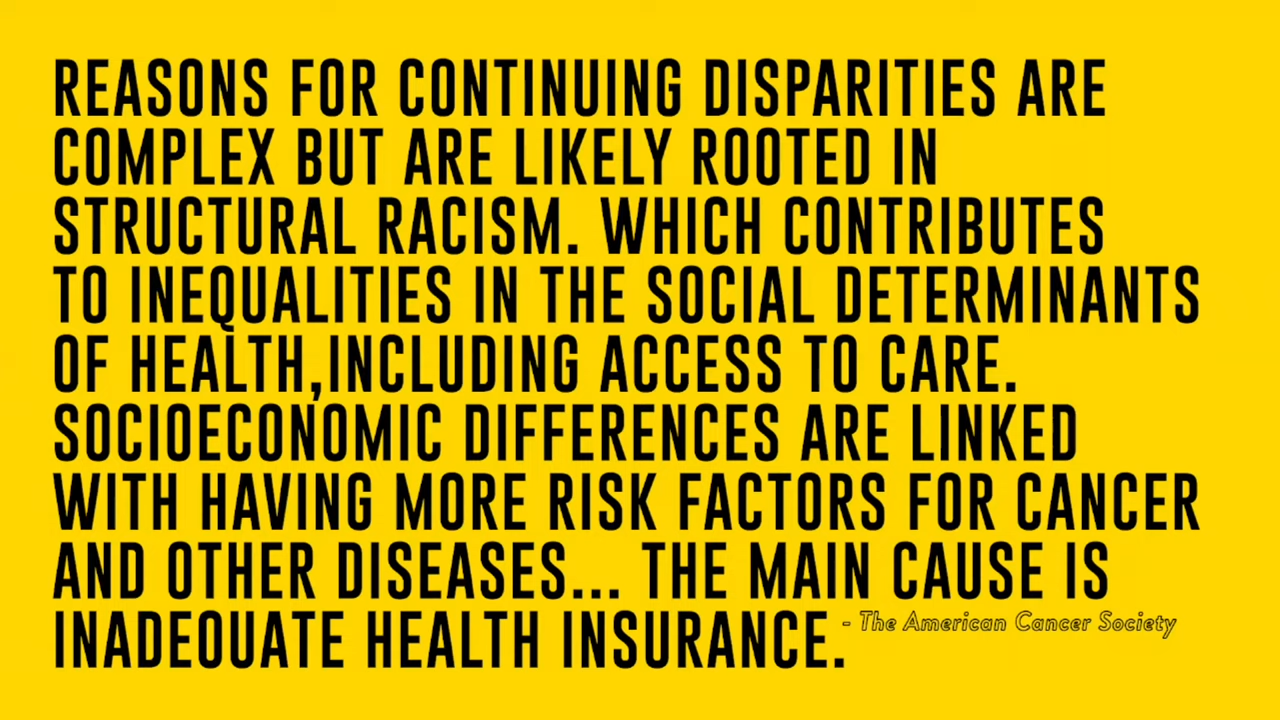 REASONS FOR CONTINUING DISPARITIES ARE
COMPLEX BUT ARE LIKELY ROOTED IN
STRUCTURAL RACISM. WHICH CONTRIBUTES
TO INEQUALITIES IN THE SOCIAL DETERMINANTS
OF HEALTH,INCLUDING ACCESS TO CARE.
SOCIOECONOMIC DIFFERENCES ARE LINKED
WITH HAVING MORE RISK FACTORS FOR CANCER
AND OTHER DISEASES... THE MAIN CAUSE IS
INADEQUATE HEALTH INSURANCE. - The American Cancer Society